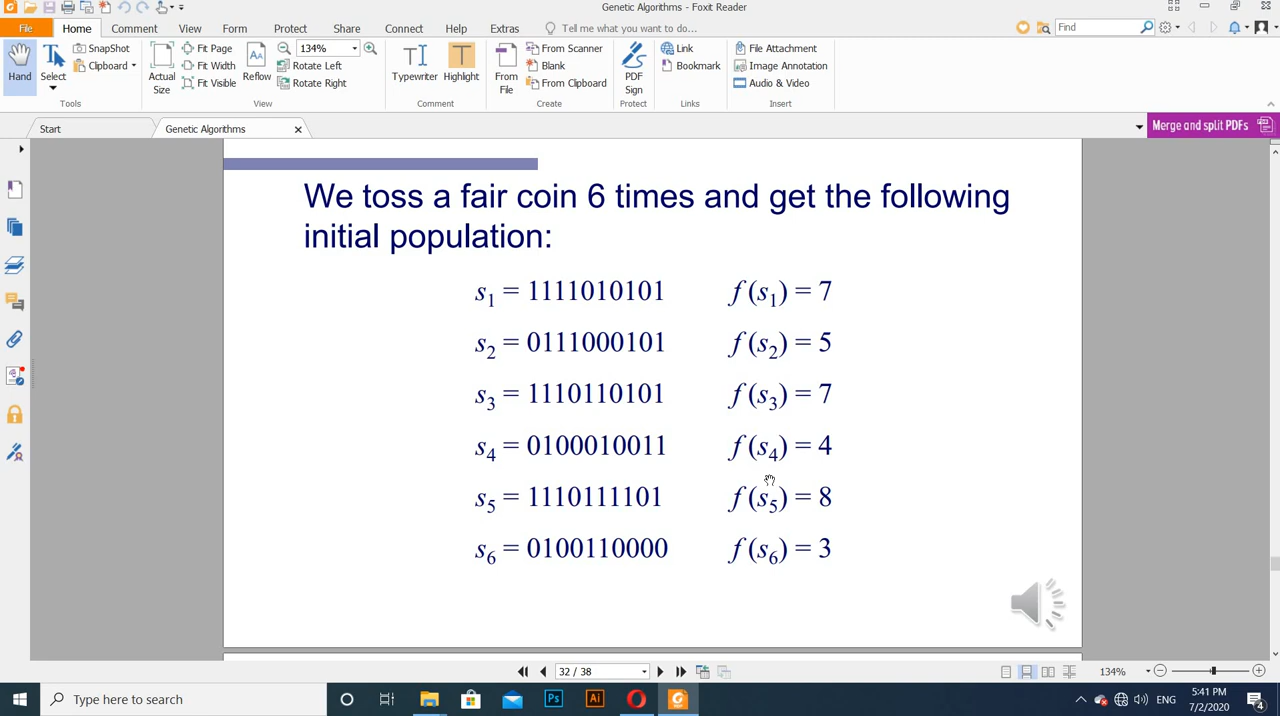 Genetic Algorithms - Foxit Reader
File Home Comment View Form Protect Share Connect Help Extras Tell me what you want to do... Find
Hand
Select
SnapShot
Clipboard
Tools
Actual Size
Fit Page
Fit Width
Fit Visible
Reflow
134%
Rotate Left
Rotate Right
View
Typewriter
Highlight
Comment
From File
From Scanner
Blank
From Clipboard
Create
PDF Sign
Protect
Link
Bookmark
Links
File Attachment
Image Annotation
Audio & Video
Insert
Start Genetic Algorithms Merge and split PDFs
We toss a fair coin 6 times and get the following
initial population:
s1 = 1111010101 f (s1) = 7
s2 = 0111000101 f (s2) = 5
s3 = 1110110101 f (s3) = 7
s4 = 0100010011 f (s4) = 4
s5 = 1110111101 f (s5) = 8
s6 = 0100110000 f (s6) = 3
32 / 38 134%
Type here to search Ps Ai ENG 5:41 PM
7/2/2020 4